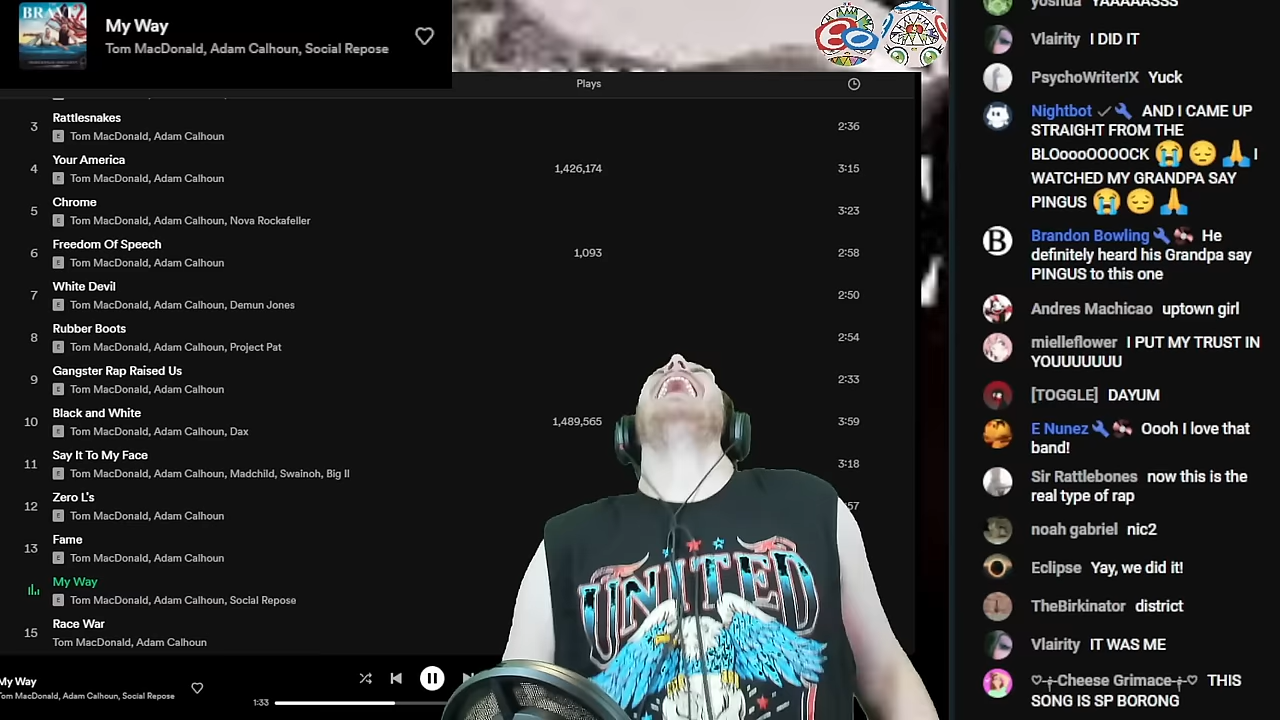 BRAVE2
My Way
Tom MacDonald, Adam Calhoun, Social Repose
Plays
3 Rattlesnakes 2:36
E Tom MacDonald, Adam Calhoun
4 Your America 1,426,174 3:15
E Tom MacDonald, Adam Calhoun
5 Chrome 3:23
E Tom MacDonald, Adam Calhoun, Nova Rockafeller
6 Freedom Of Speech 1,093 2:58
E Tom MacDonald, Adam Calhoun
7 White Devil 2:50
E Tom MacDonald, Adam Calhoun, Demun Jones
8 Rubber Boots 2:54
E Tom MacDonald, Adam Calhoun, Project Pat
9 Gangster Rap Raised Us 2:33
E Tom MacDonald, Adam Calhoun
10 Black and White 1,489,565 3:59
E Tom MacDonald, Adam Calhoun, Dax
11 Say It To My Face 3:18
E Tom MacDonald, Adam Calhoun, Madchild, Swainoh, Big II
12 Zero L's :57
E Tom MacDonald, Adam Calhoun
13 Fame
E Tom MacDonald, Adam Calhoun
My Way
E Tom MacDonald, Adam Calhoun, Social Repose
15 Race War
Tom MacDonald, Adam Calhoun
My Way
Tom MacDonald, Adam Calhoun, Social Repose
1:33
UNITED
yoshua YAAAAASSS
Vlairity I DID IT
PsychoWriterIX Yuck
Nightbot AND I CAME UP
STRAIGHT FROM THE
BLOoooOOOOCK 😭 😔 🙏 I
WATCHED MY GRANDPA SAY
PINGUS 😭 😔 🙏
B Brandon Bowling He
definitely heard his Grandpa say
PINGUS to this one
Andres Machicao uptown girl
mielleflower I PUT MY TRUST IN
YOUUUUUUU
[TOGGLE] DAYUM
E Nunez Oooh I love that
band!
Sir Rattlebones now this is the
real type of rap
noah gabriel nic2
Eclipse Yay, we did it!
TheBirkinator district
Vlairity IT WAS ME
♡-╬-Cheese Grimace-╬-♡ THIS
SONG IS SP BORONG